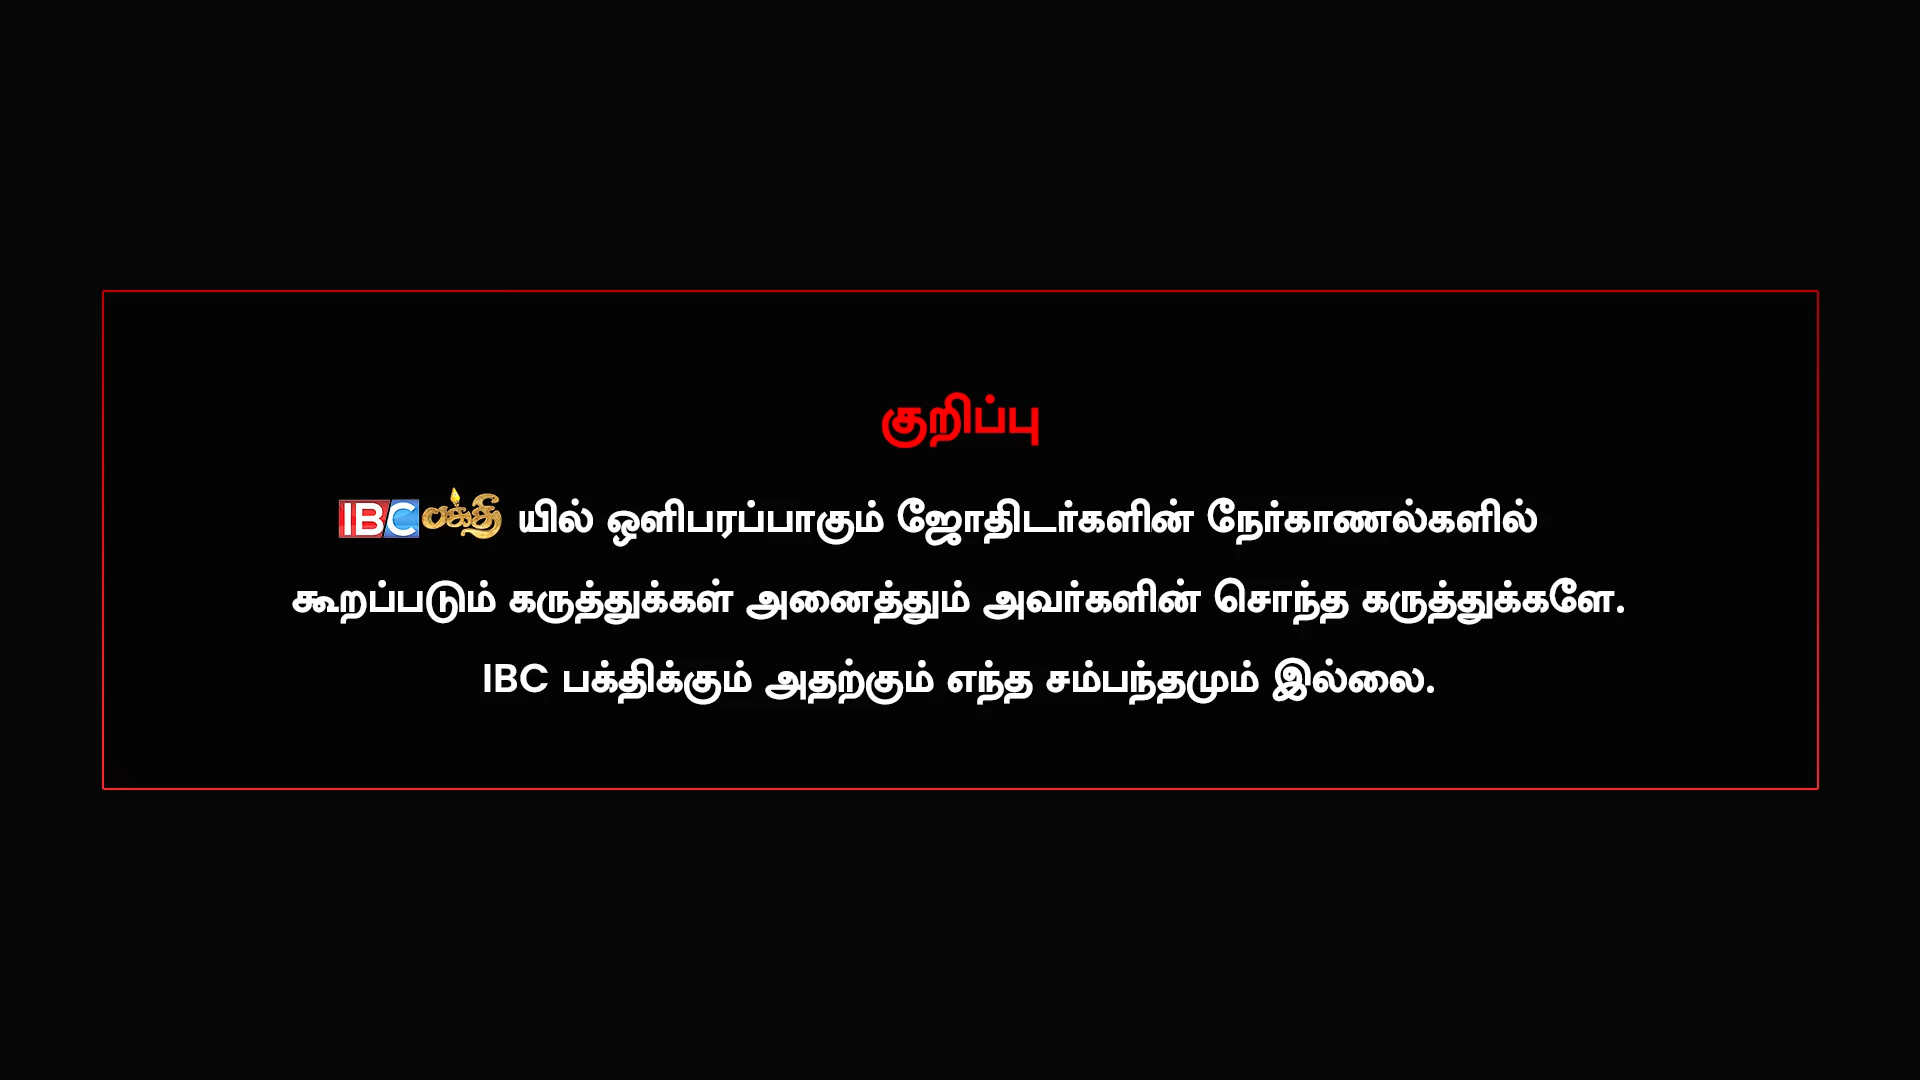 குறிப்பு
IBC பக்தி யில் ஒளிபரப்பாகும் ஜோதிடர்களின் நேர்காணல்களில்
கூறப்படும் கருத்துக்கள் அனைத்தும் அவர்களின் சொந்த கருத்துக்களே.
IBC பக்திக்கும் அதற்கும் எந்த சம்பந்தமும் இல்லை.